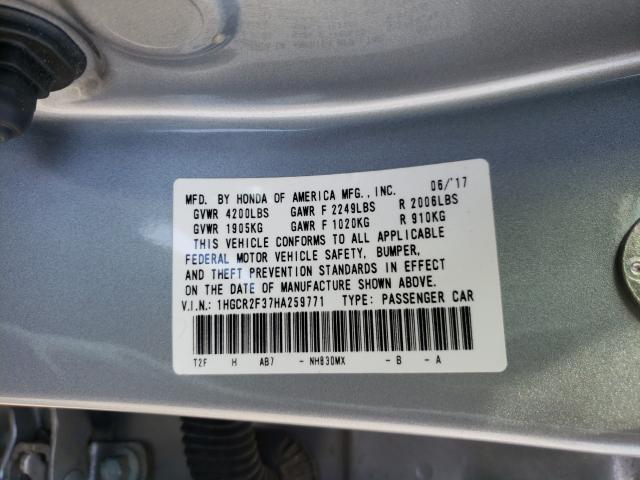 MFD. BY HONDA OF AMERICA MFG., INC. 06/'17
GVWR 4200LBS GAWR F 2249LBS R 2006LBS
GVWR 1905KG GAWR F 1020KG R 910KG
THIS VEHICLE CONFORMS TO ALL APPLICABLE
FEDERAL MOTOR VEHICLE SAFETY, BUMPER,
AND THEFT PREVENTION STANDARDS IN EFFECT
ON THE DATE OF MANUFACTURE SHOWN ABOVE.
V.I.N.: 1HGCR2F37HA259771 TYPE: PASSENGER CAR
T2F H AB7 - NH830MX - B - A